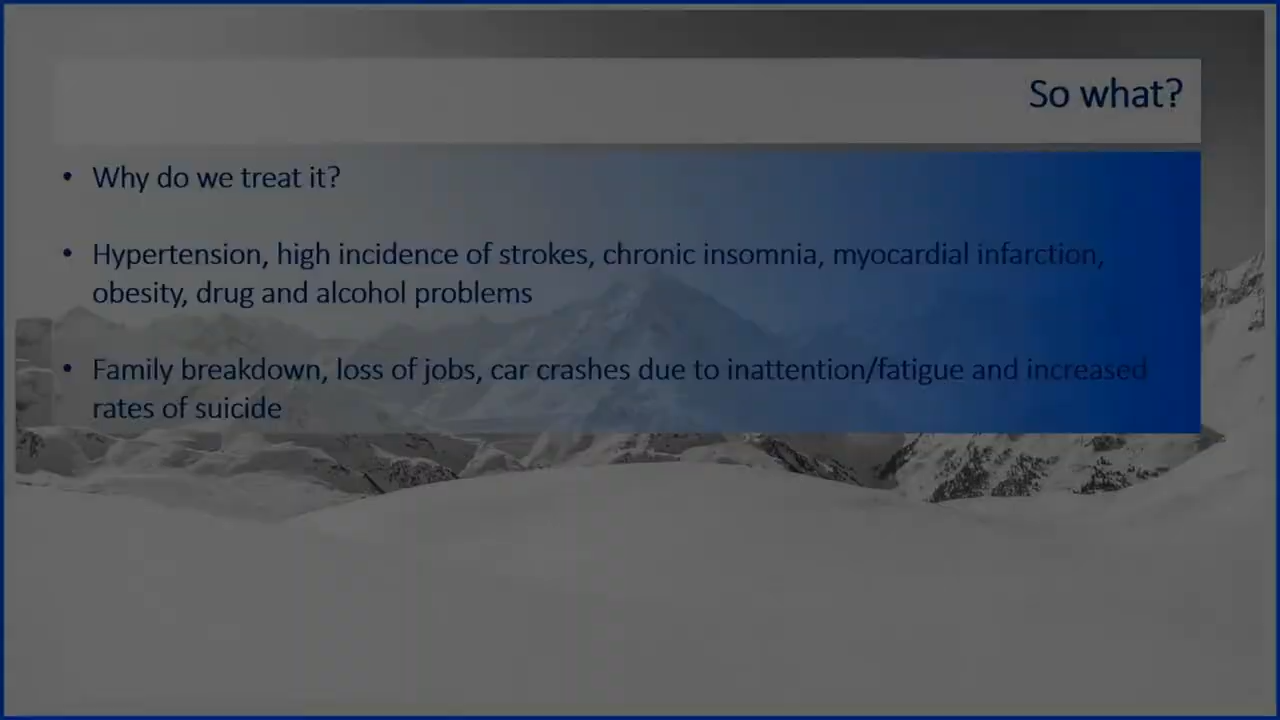 So what?
• Why do we treat it?
• Hypertension, high incidence of strokes, chronic insomnia, myocardial infarction,
obesity, drug and alcohol problems
• Family breakdown, loss of jobs, car crashes due to inattention/fatigue and increased
rates of suicide